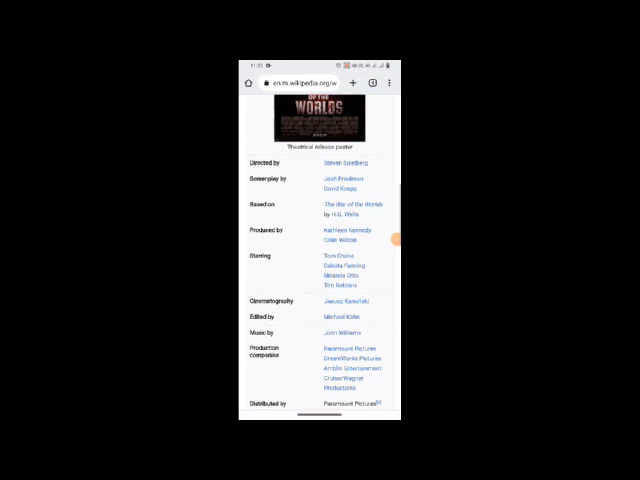 11:53
en.m.wikipedia.org/w
OF THE
WORLDS
Theatrical release poster
Directed by
Steven Spielberg
Screenplay by
Josh Friedman
David Koepp
Based on
The War of the Worlds
by H.G. Wells
Produced by
Kathleen Kennedy
Colin Wilson
Starring
Tom Cruise
Dakota Fanning
Miranda Otto
Tim Robbins
Cinematography
Janusz Kamiński
Edited by
Michael Kahn
Music by
John Williams
Production
companies
Paramount Pictures
DreamWorks Pictures
Amblin Entertainment
Cruise/Wagner
Productions
Distributed by
Paramount Pictures